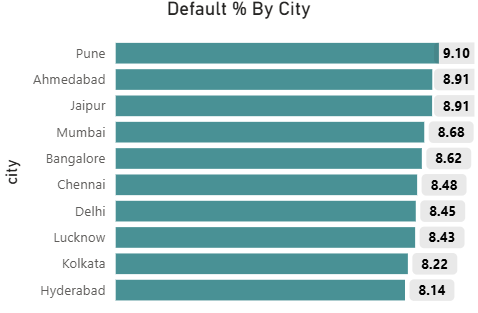 Default % By City
city
Pune 9.10
Ahmedabad 8.91
Jaipur 8.91
Mumbai 8.68
Bangalore 8.62
Chennai 8.48
Delhi 8.45
Lucknow 8.43
Kolkata 8.22
Hyderabad 8.14